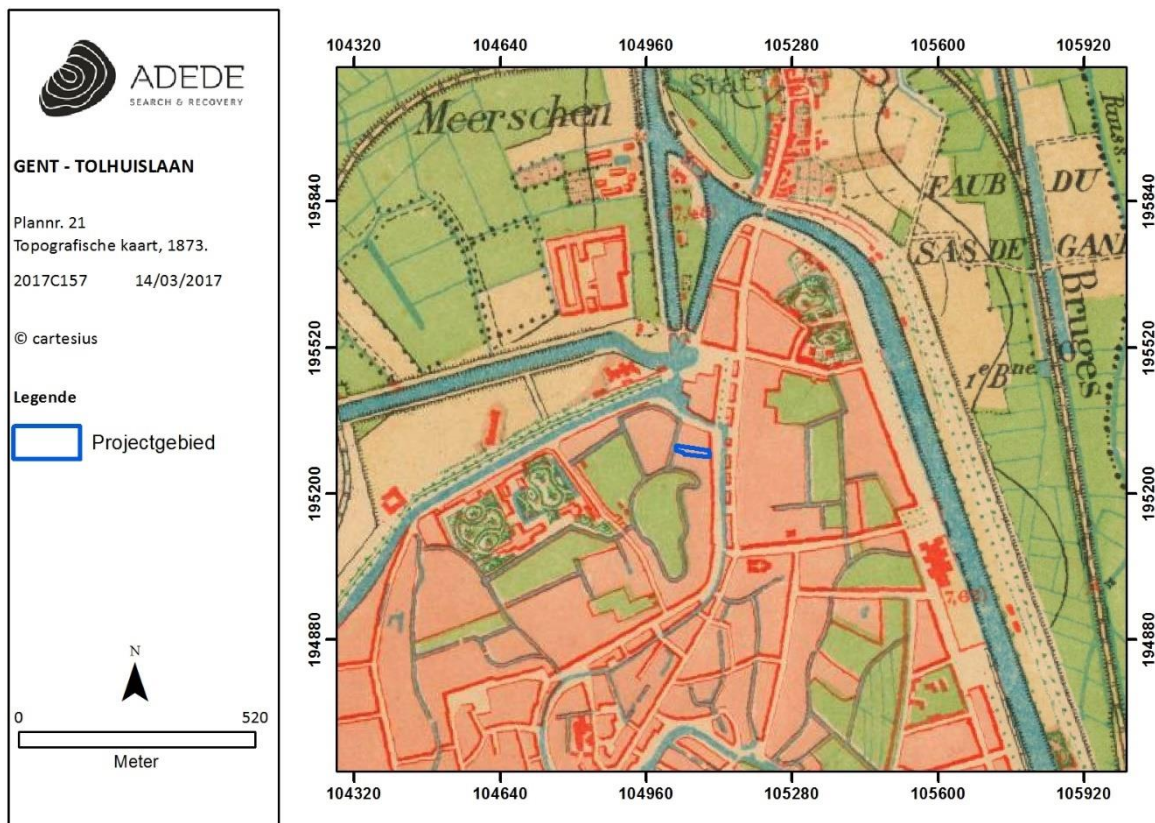 ADEDE
SEARCH & RECOVERY
GENT - TOLHUISLAAN
Plannr. 21
Topografische kaart, 1873.
2017C157 14/03/2017
© cartesius
Legende
Projectgebied
N
0 520
Meter
104320 104640 104960 105280 105600 105920
195840
195520
195200
194880
Meerschen
Stat.
FAUB DU
SAS DE GAND
Bruges
1e Bne
195840
195520
195200
194880
104320 104640 104960 105280 105600 105920